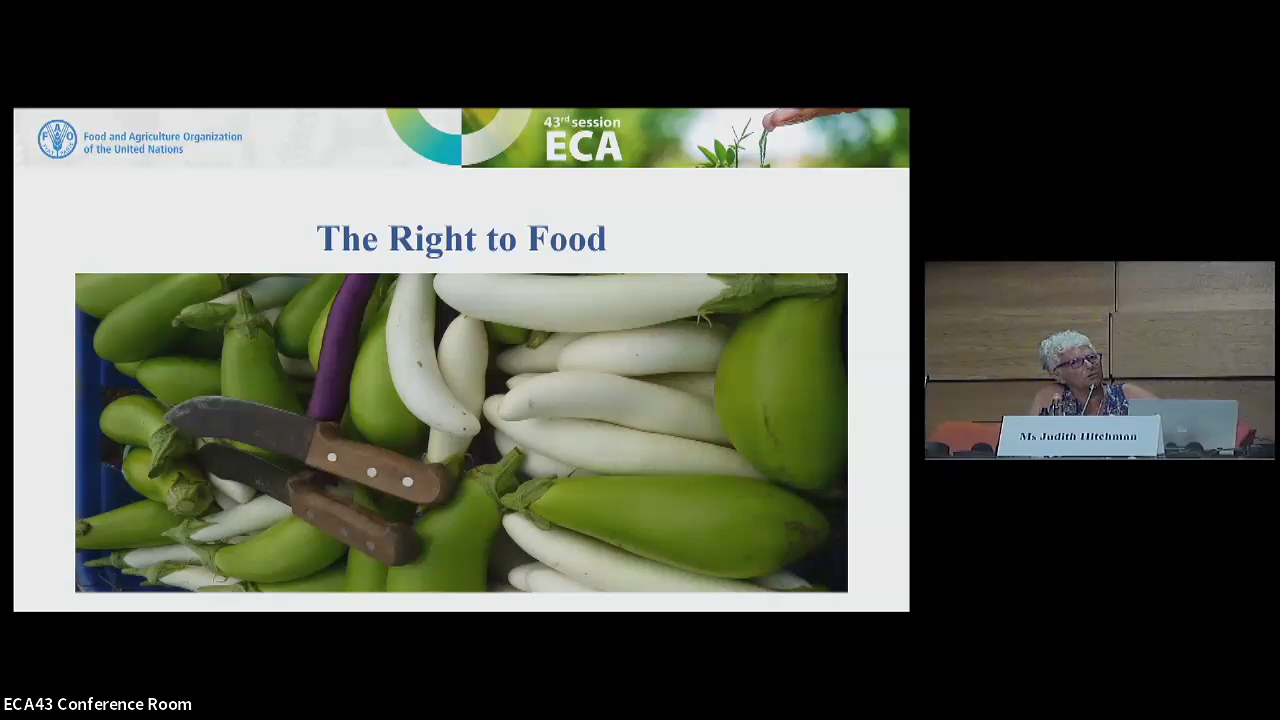 FAO
Food and Agriculture Organization
of the United Nations
43rd session
ECA
The Right to Food
Ms Judith Hitchman
ECA43 Conference Room